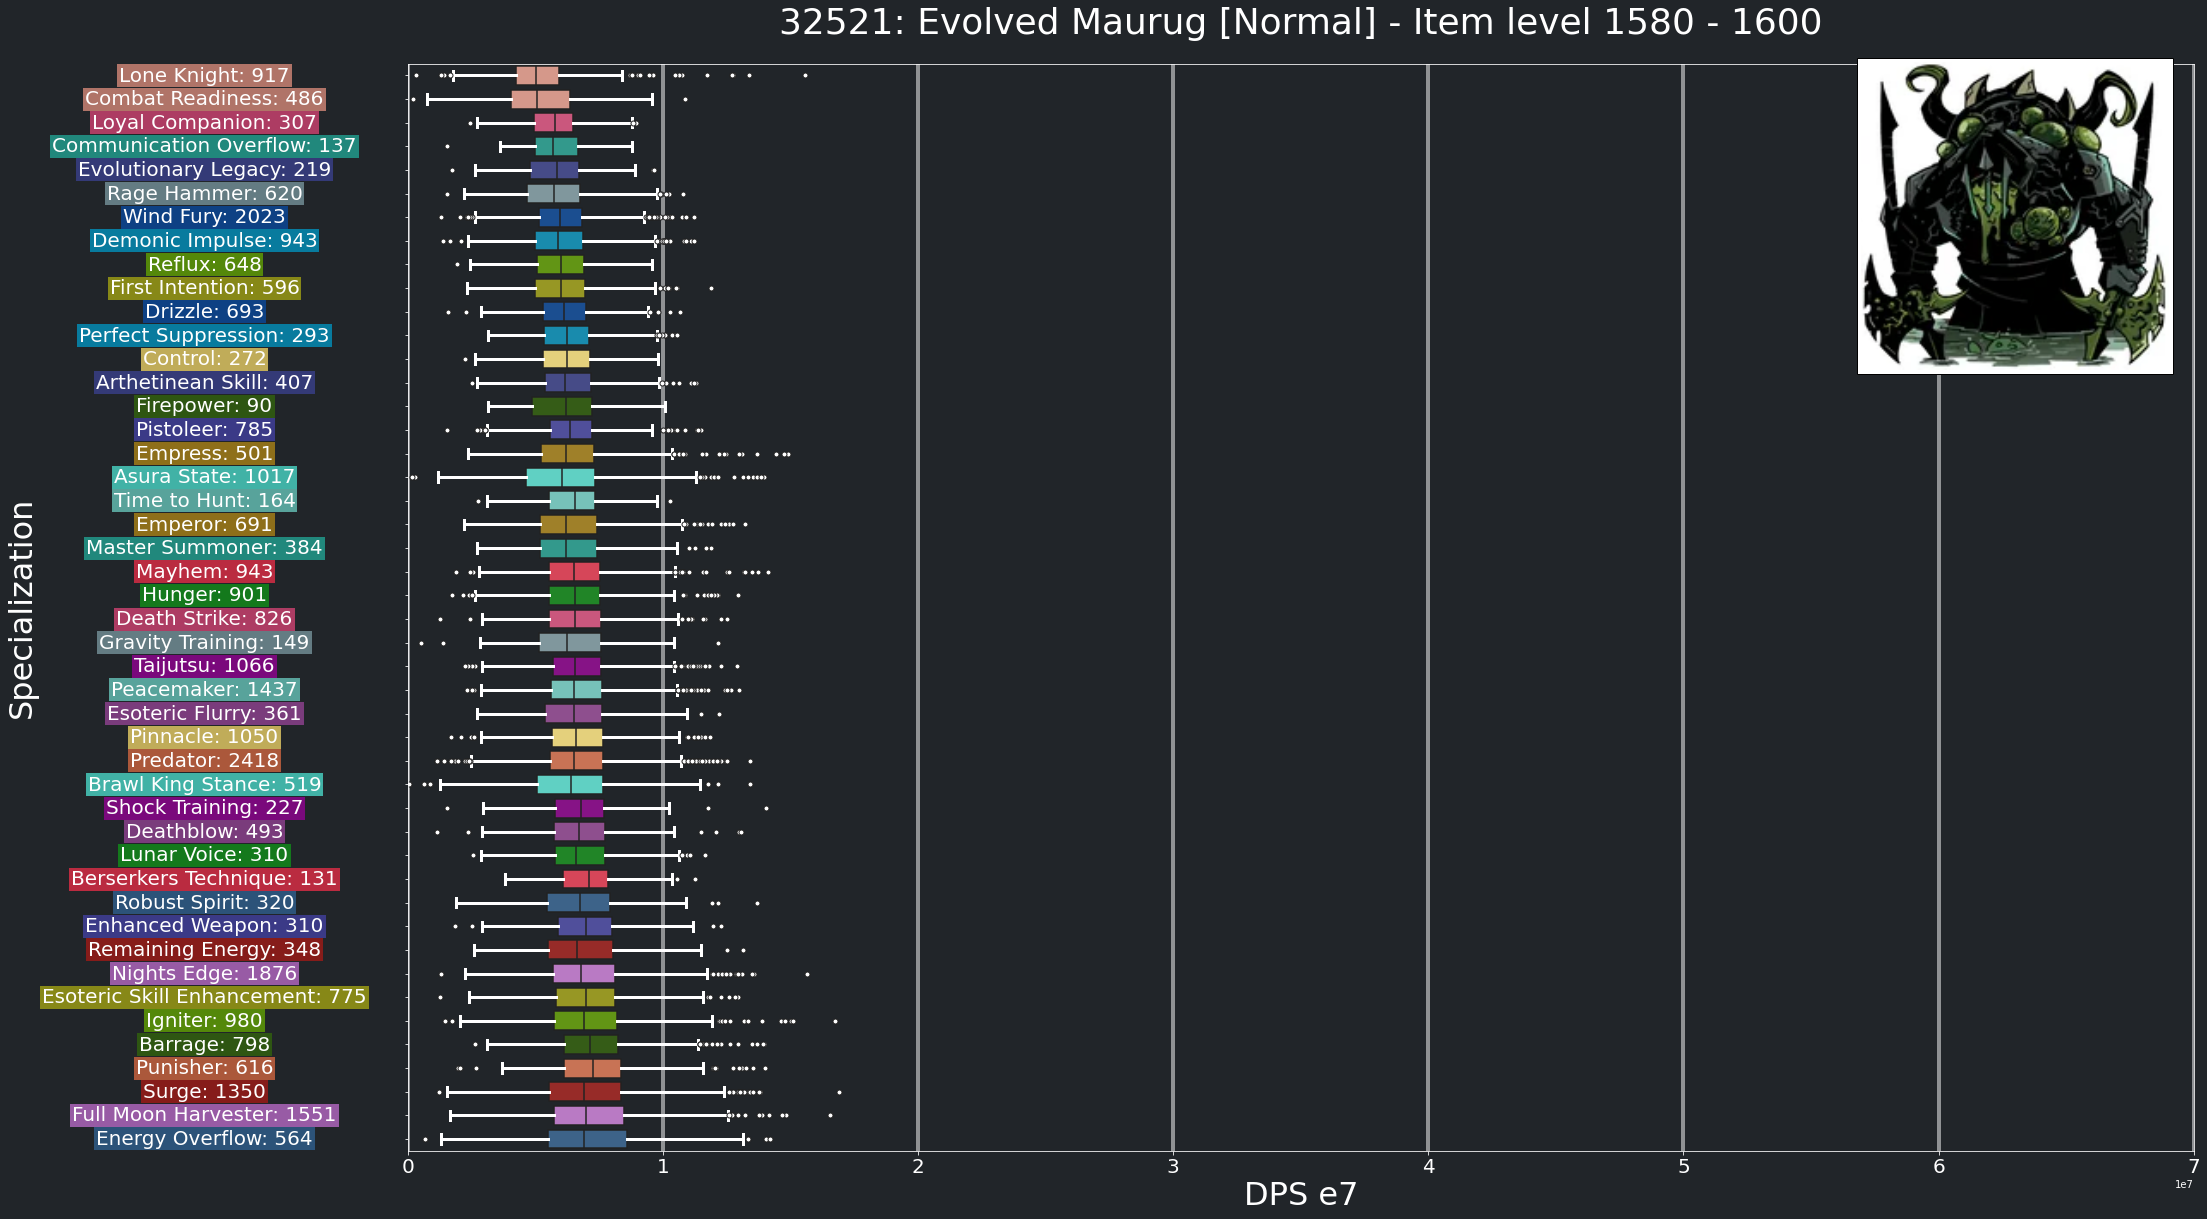 32521: Evolved Maurug [Normal] - Item level 1580 - 1600
Specialization
Lone Knight: 917
Combat Readiness: 486
Loyal Companion: 307
Communication Overflow: 137
Evolutionary Legacy: 219
Rage Hammer: 620
Wind Fury: 2023
Demonic Impulse: 943
Reflux: 648
First Intention: 596
Drizzle: 693
Perfect Suppression: 293
Control: 272
Arthetinean Skill: 407
Firepower: 90
Pistoleer: 785
Empress: 501
Asura State: 1017
Time to Hunt: 164
Emperor: 691
Master Summoner: 384
Mayhem: 943
Hunger: 901
Death Strike: 826
Gravity Training: 149
Taijutsu: 1066
Peacemaker: 1437
Esoteric Flurry: 361
Pinnacle: 1050
Predator: 2418
Brawl King Stance: 519
Shock Training: 227
Deathblow: 493
Lunar Voice: 310
Berserkers Technique: 131
Robust Spirit: 320
Enhanced Weapon: 310
Remaining Energy: 348
Nights Edge: 1876
Esoteric Skill Enhancement: 775
Igniter: 980
Barrage: 798
Punisher: 616
Surge: 1350
Full Moon Harvester: 1551
Energy Overflow: 564
0 1 2 3 4 5 6 7
1e7
DPS e7